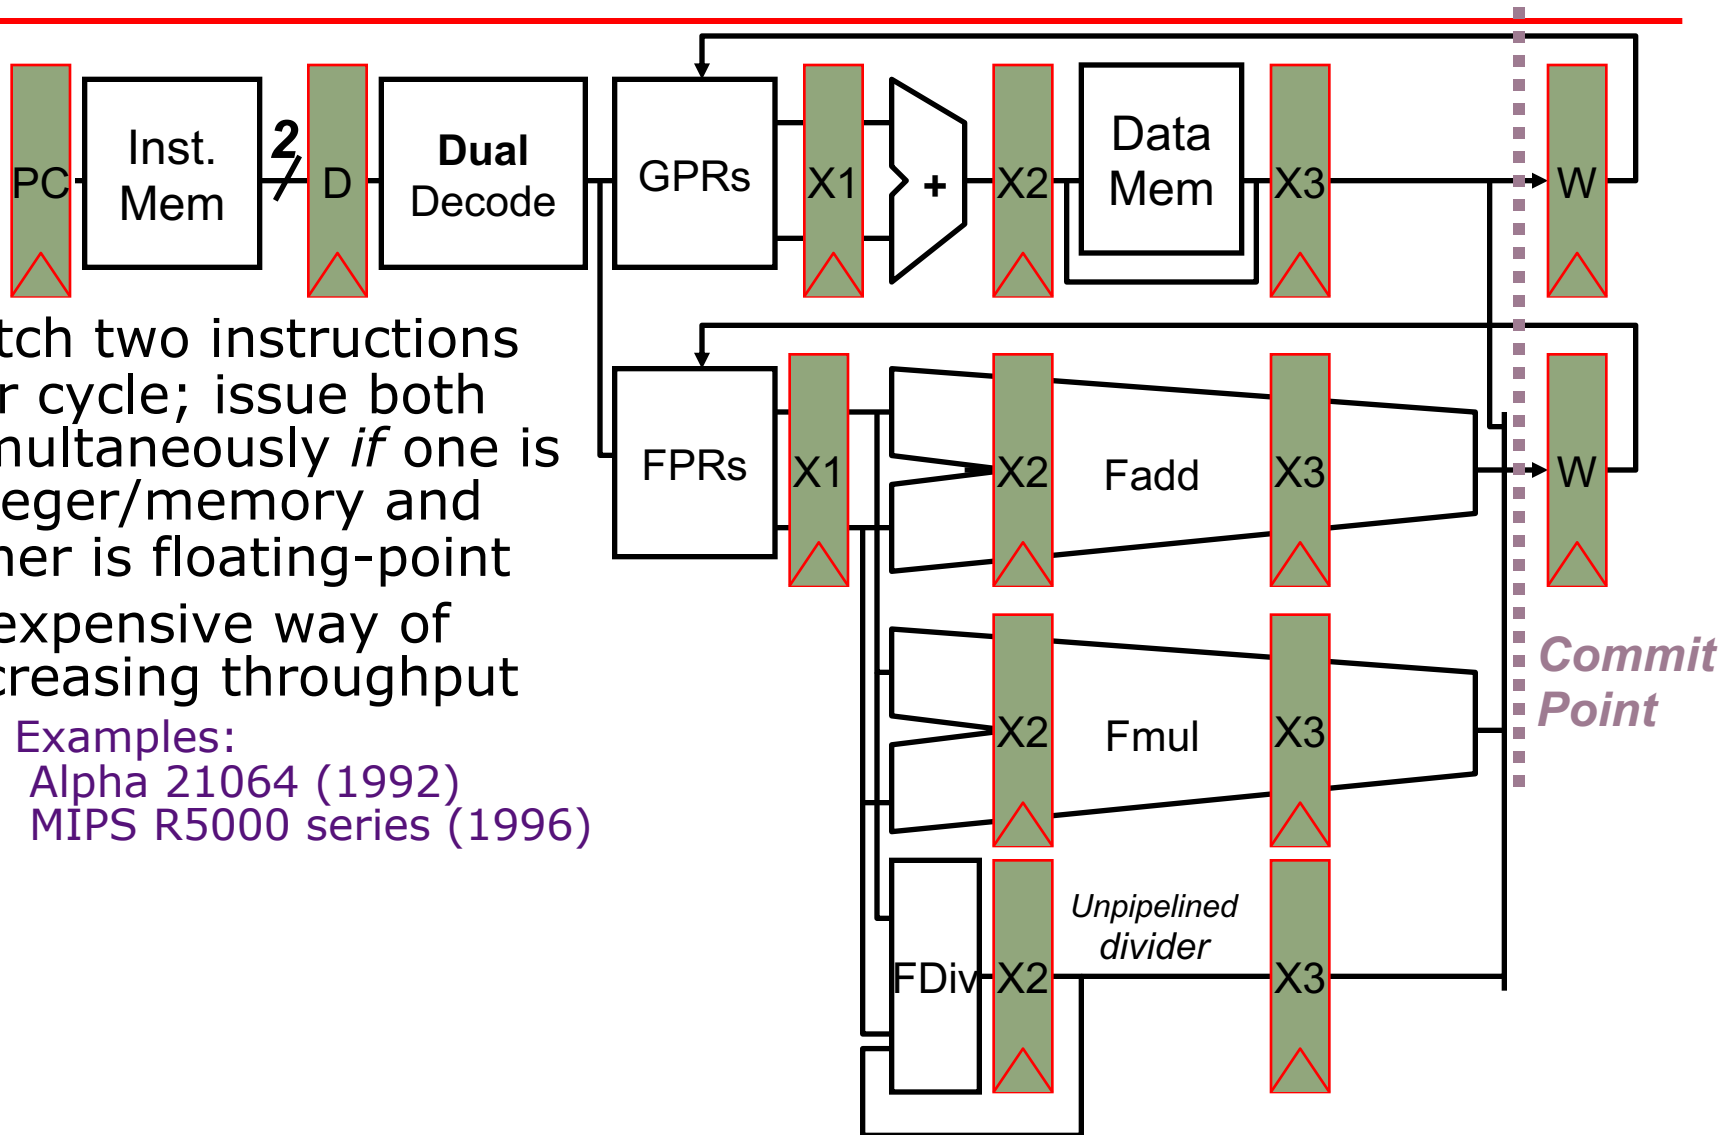 PC
Inst.
Mem
2
D
Dual
Decode
GPRs
X1
+
X2
Data
Mem
X3
W
tch two instructions
r cycle; issue both
multaneously if one is
eger/memory and
her is floating-point
expensive way of
creasing throughput
Examples:
Alpha 21064 (1992)
MIPS R5000 series (1996)
FPRs
X1
X2
Fadd
X3
W
X2
Fmul
X3
Commit
Point
FDiv
X2
Unpipelined
divider
X3